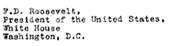 F.D. Roosevelt,
President of the United States,
White House
Washington, D.C.